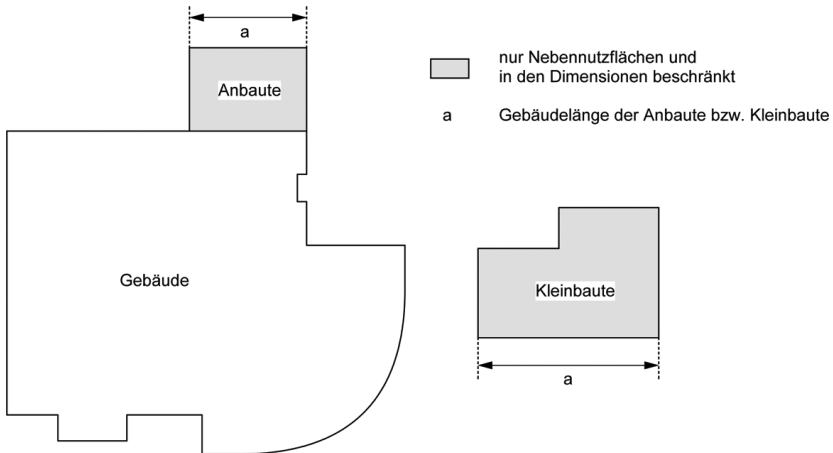 a
Anbaute
nur Nebennutzflächen und
in den Dimensionen beschränkt
a Gebäudelänge der Anbaute bzw. Kleinbaute
Gebäude
Kleinbaute
a